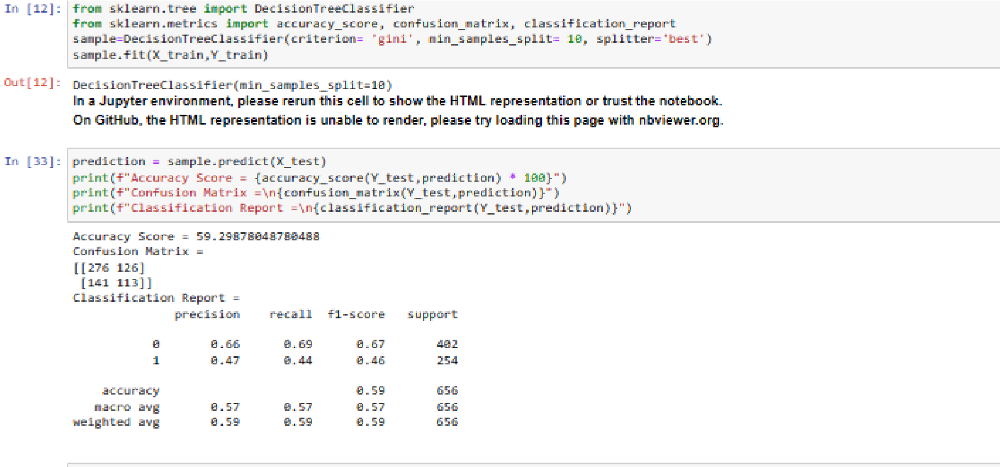 In [12]: from sklearn.tree import DecisionTreeClassifier
from sklearn.metrics import accuracy_score, confusion_matrix, classification_report
sample=DecisionTreeClassifier(criterion= 'gini', min_samples_split= 10, splitter='best')
sample.fit(X_train,Y_train)
Out[12]: DecisionTreeClassifier(min_samples_split=10)
In a Jupyter environment, please rerun this cell to show the HTML representation or trust the notebook.
On GitHub, the HTML representation is unable to render, please try loading this page with nbviewer.org.
In [33]: prediction = sample.predict(X_test)
print(f"Accuracy Score = {accuracy_score(Y_test,prediction) * 100}")
print(f"Confusion Matrix =\n{confusion_matrix(Y_test,prediction)}")
print(f"Classification Report =\n{classification_report(Y_test,prediction)}")
Accuracy Score = 59.29878048780488
Confusion Matrix =
[[276 126]
[141 113]]
Classification Report =
precision recall f1-score support
0 0.66 0.69 0.67 402
1 0.47 0.44 0.46 254
accuracy 0.59 656
macro avg 0.57 0.57 0.57 656
weighted avg 0.59 0.59 0.59 656